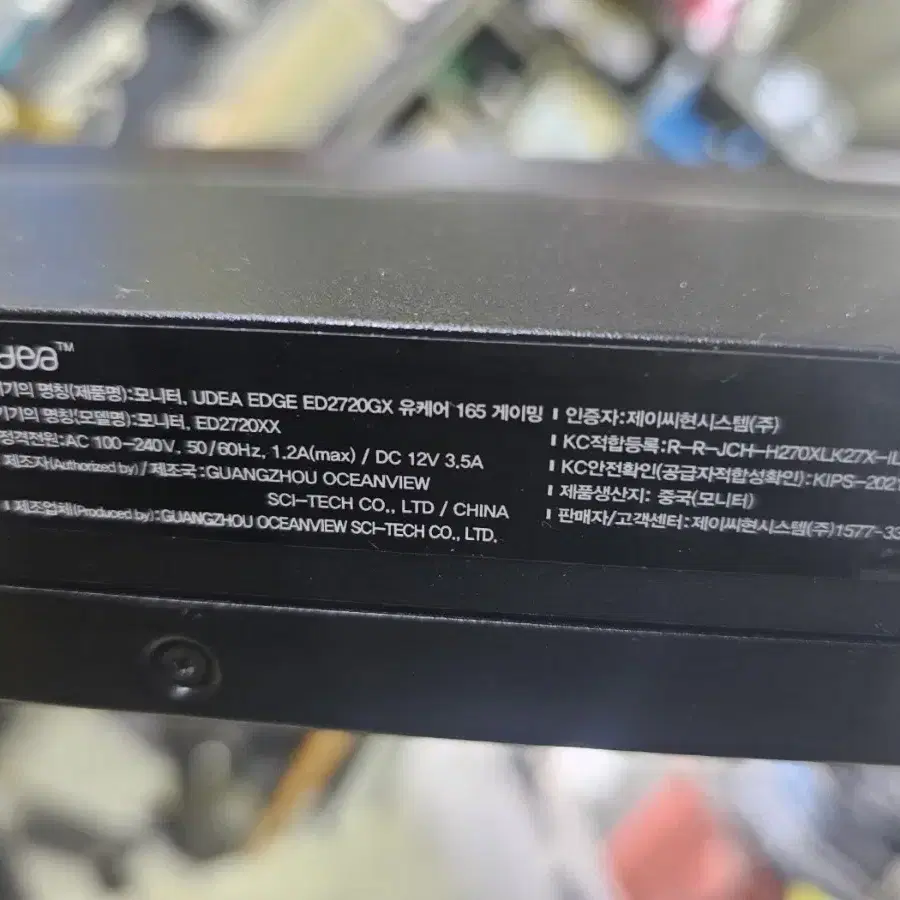 dea™
기기의 명칭(제품명):모니터, UDEA EDGE ED2720GX 유케어 165 게이밍
기기의 명칭(모델명): 모니터, ED2720XX
정격전원:AC 100-240V, 50/60Hz, 1.2A(max) / DC 12V 3.5A
제조자(Authorized by) / 제조국 : GUANGZHOU OCEANVIEW
SCI-TECH CO., LTD / CHINA
제조업체(Produced by): GUANGZHOU OCEANVIEW SCI-TECH CO., LTD.
인증자:제이씨현시스템(주)
KC적합등록:R-R-JCH-H270XLK27X-IL
KC안전확인(공급자적합성확인): KIPS-2021
제품생산지: 중국(모니터)
판매자/고객센터: 제이씨현시스템(주)1577-33